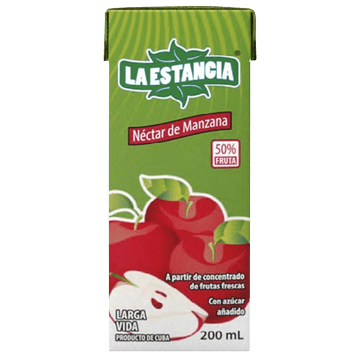 LA ESTANCIA®
Néctar de Manzana
50%
FRUTA
A partir de concentrado
de frutas frescas
Con azúcar
añadido
LARGA
VIDA
PRODUCTO DE CUBA
200 mL